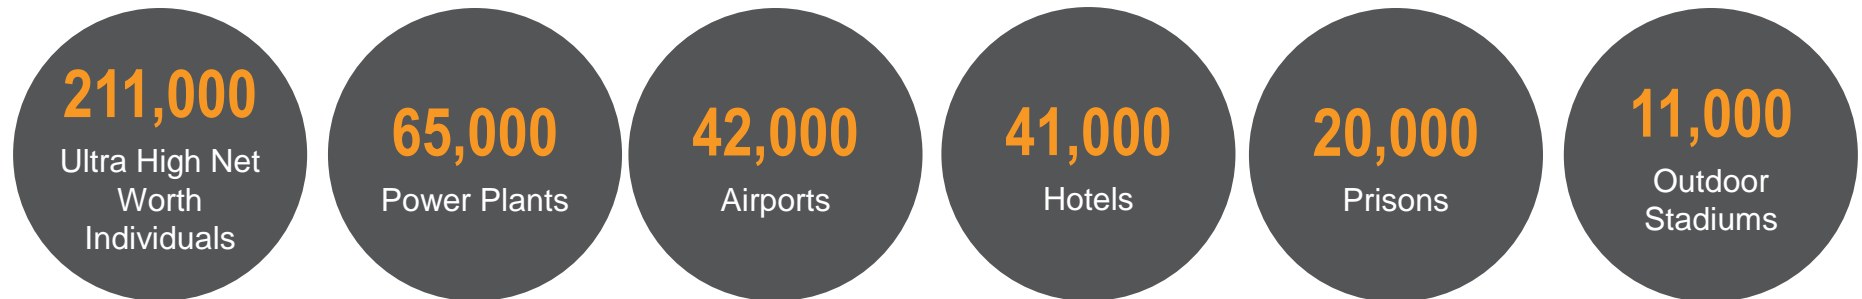 211,000
Ultra High Net
Worth
Individuals
65,000
Power Plants
42,000
Airports
41,000
Hotels
20,000
Prisons
11,000
Outdoor
Stadiums